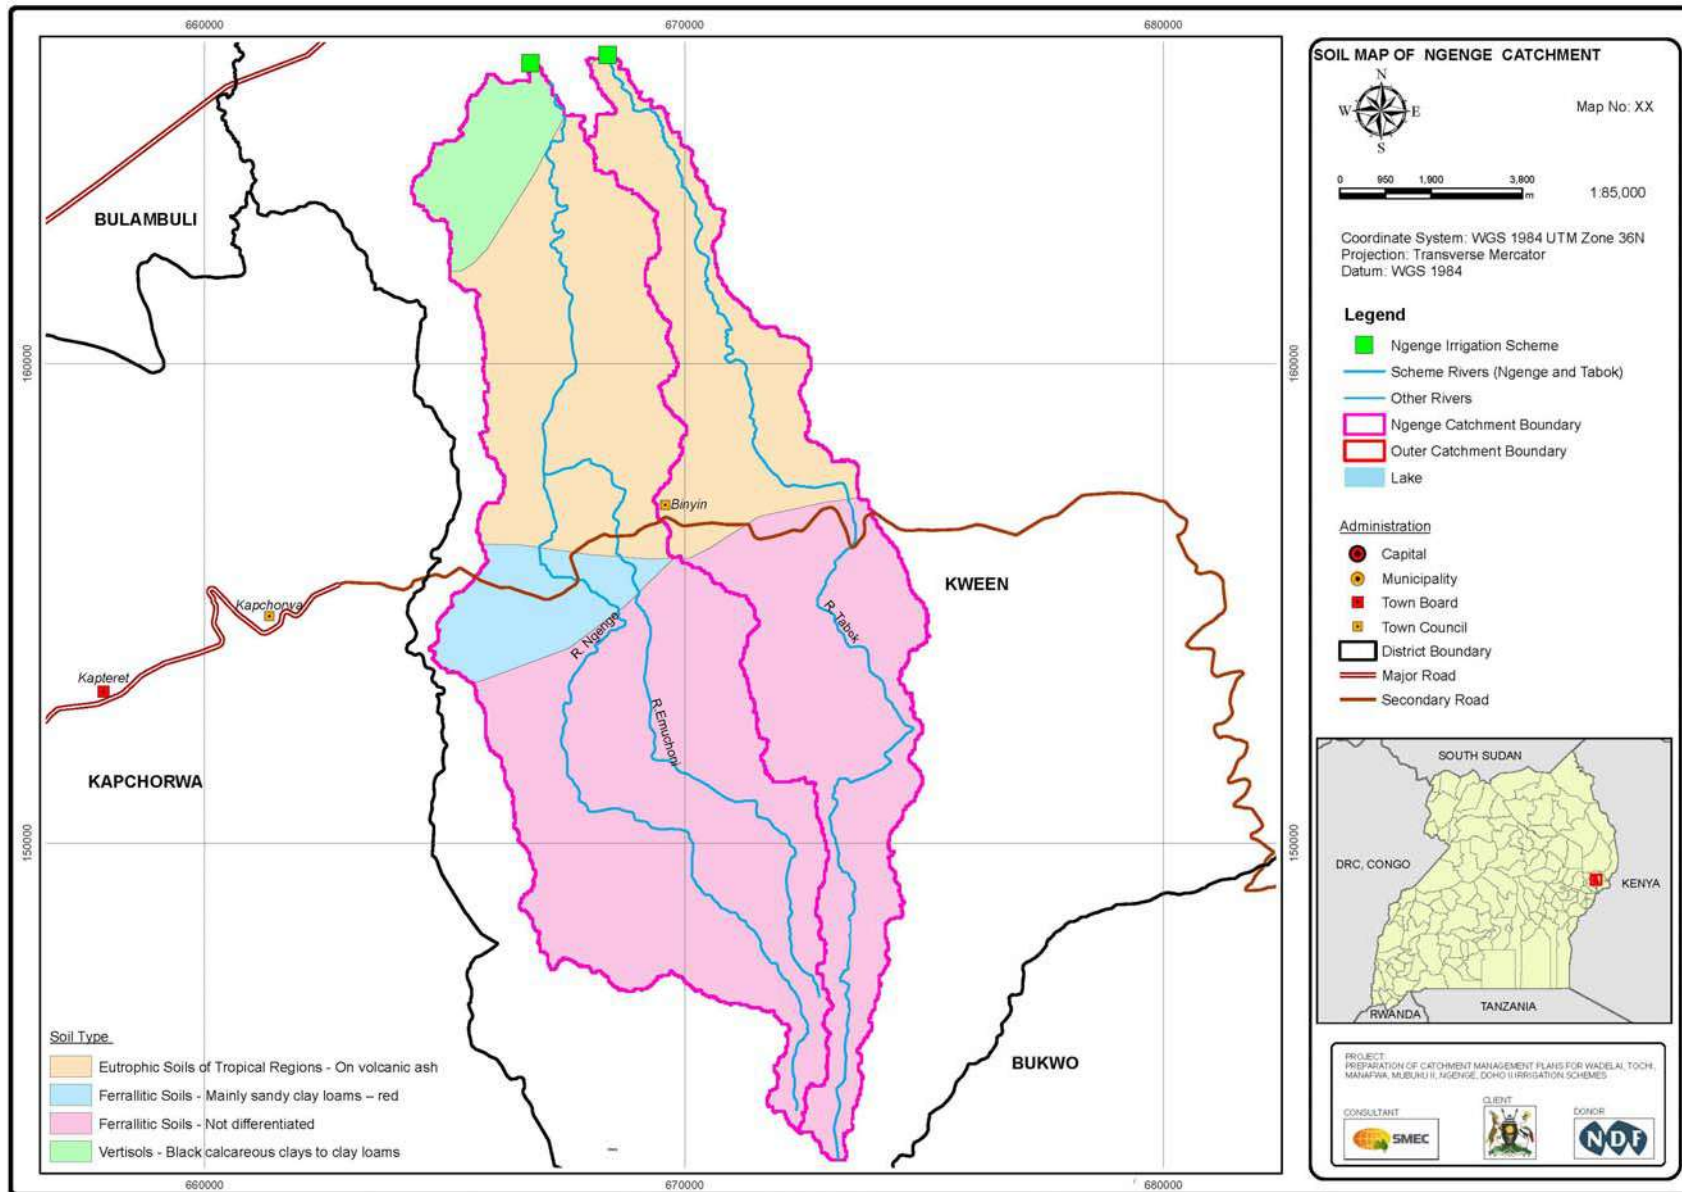 660000
670000
680000
160000
150000
160000
150000
660000
670000
680000
BULAMBULI
KAPCHORWA
KWEEN
BUKWO
Binyin
Kapchorwa
Kapteret
R. Ngenge
R.Emuchoni
R. Tabok
Soil Type
Eutrophic Soils of Tropical Regions - On volcanic ash
Ferrallitic Soils - Mainly sandy clay loams – red
Ferrallitic Soils - Not differentiated
Vertisols - Black calcareous clays to clay loams
SOIL MAP OF NGENGE CATCHMENT
N
W E
S
Map No: XX
0 950 1,900 3,800
m
1:85,000
Coordinate System: WGS 1984 UTM Zone 36N
Projection: Transverse Mercator
Datum: WGS 1984
Legend
Ngenge Irrigation Scheme
Scheme Rivers (Ngenge and Tabok)
Other Rivers
Ngenge Catchment Boundary
Outer Catchment Boundary
Lake
Administration
Capital
Municipality
Town Board
Town Council
District Boundary
Major Road
Secondary Road
SOUTH SUDAN
DRC, CONGO
KENYA
TANZANIA
RWANDA
PROJECT:
PREPARATION OF CATCHMENT MANAGEMENT PLANS FOR WADELAI, TOCHI,
MANAFWA, MUBUKU II, NGENGE, DOHO II IRRIGATION SCHEMES
CONSULTANT
SMEC
CLIENT
DONOR
NDF